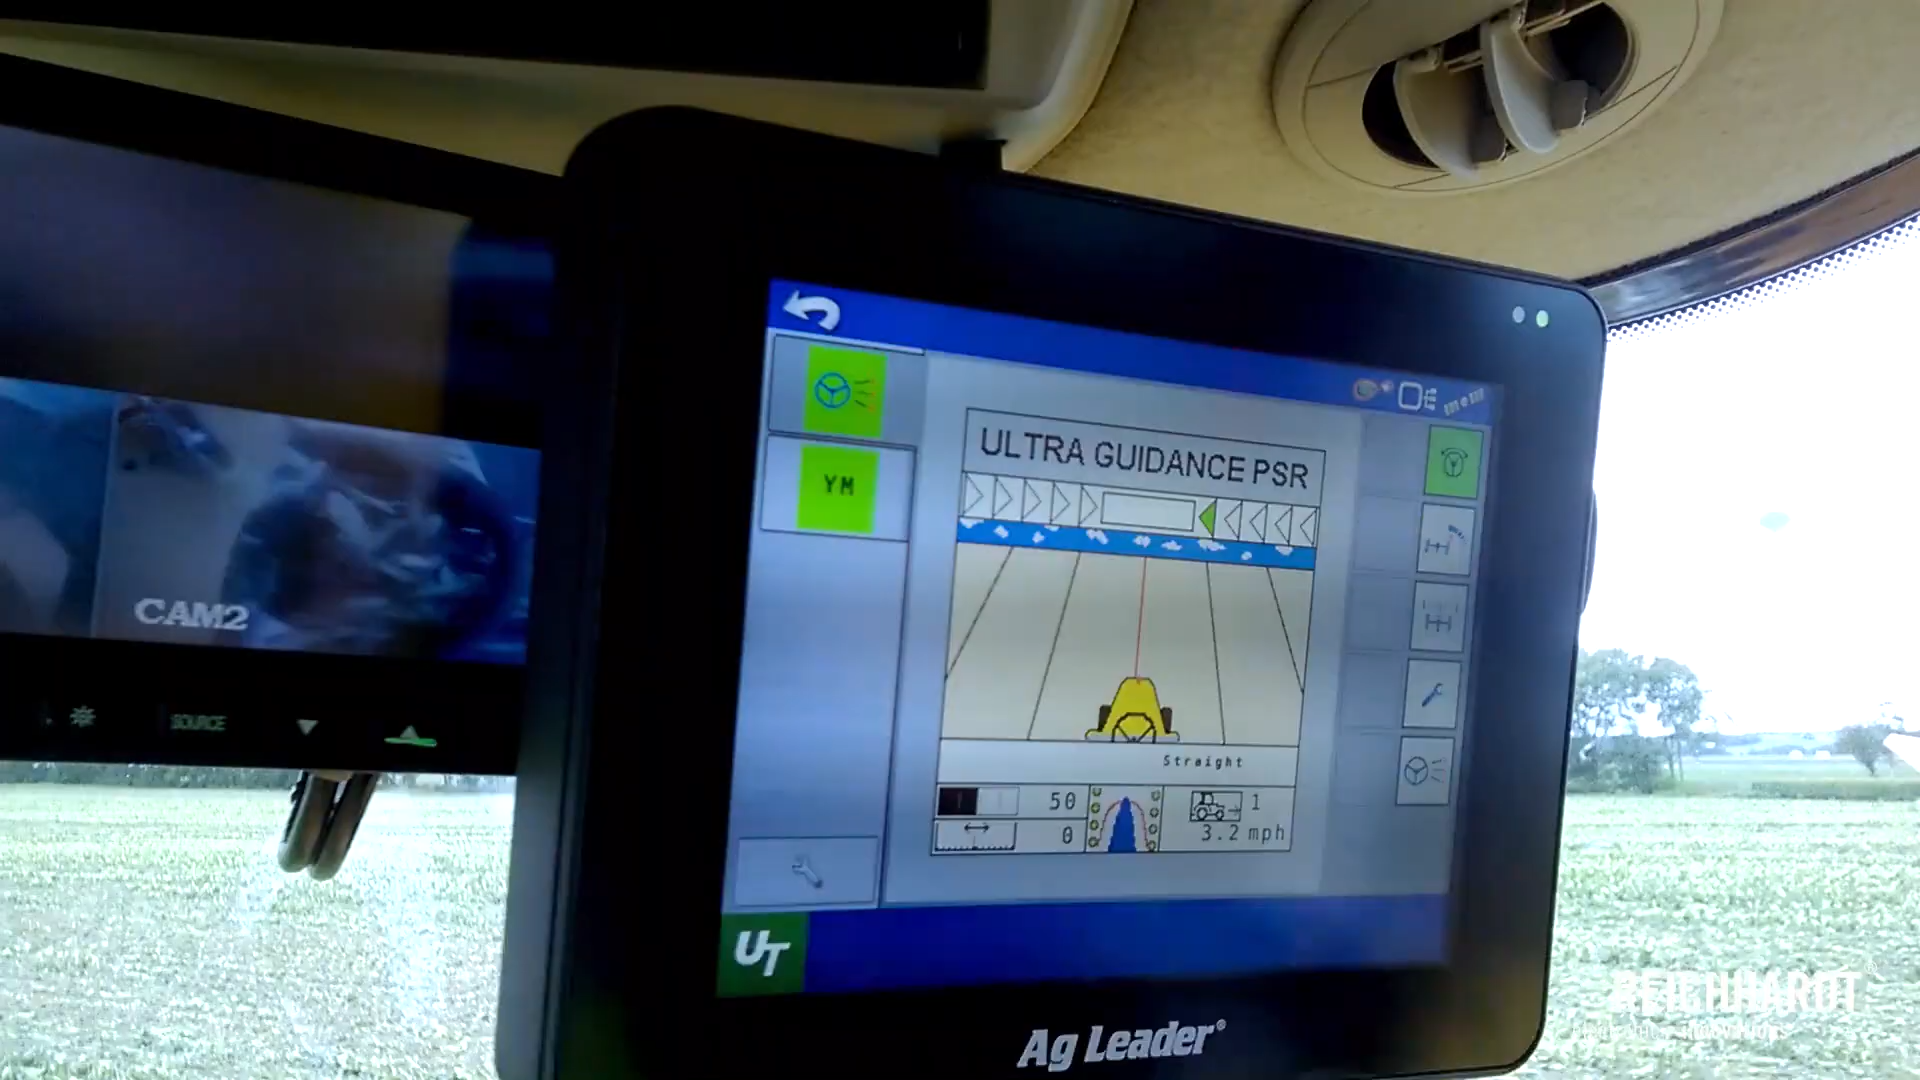 CAM2
SOURCE
YM
ULTRA GUIDANCE PSR
Straight
50
0
1
3.2 mph
UT
Ag Leader®
REICHHARDT®